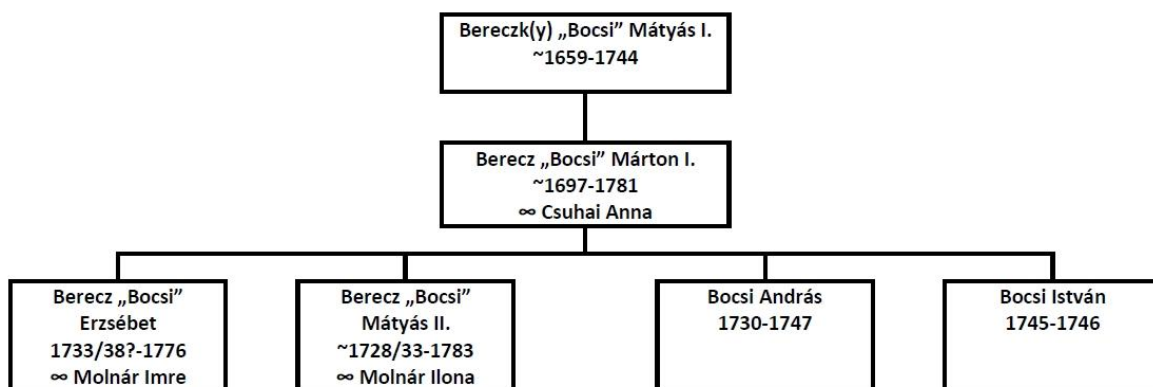 Bereczk(y) „Bocsi” Mátyás I.
~1659-1744
Berecz „Bocsi” Márton I.
~1697-1781
∞ Csuhai Anna
Berecz „Bocsi”
Erzsébet
1733/38?-1776
∞ Molnár Imre
Berecz „Bocsi”
Mátyás II.
~1728/33-1783
∞ Molnár Ilona
Bocsi András
1730-1747
Bocsi István
1745-1746